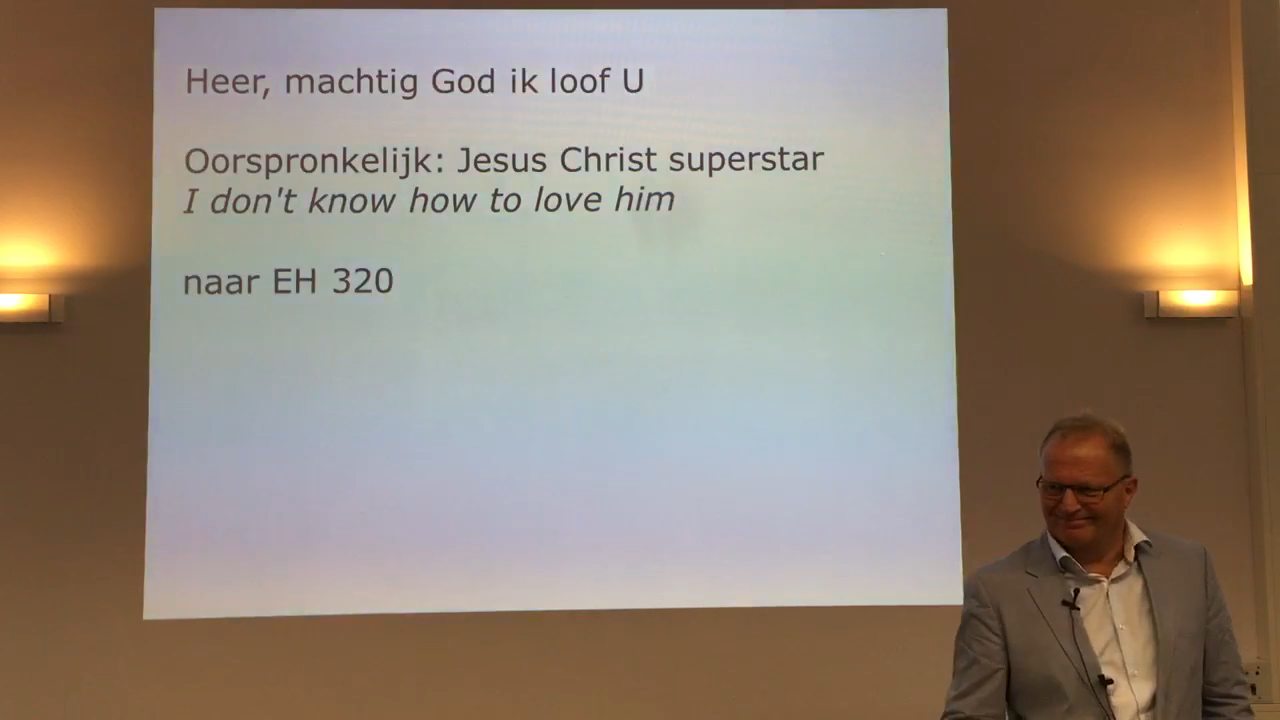 Heer, machtig God ik loof U
Oorspronkelijk: Jesus Christ superstar
I don't know how to love him
naar EH 320